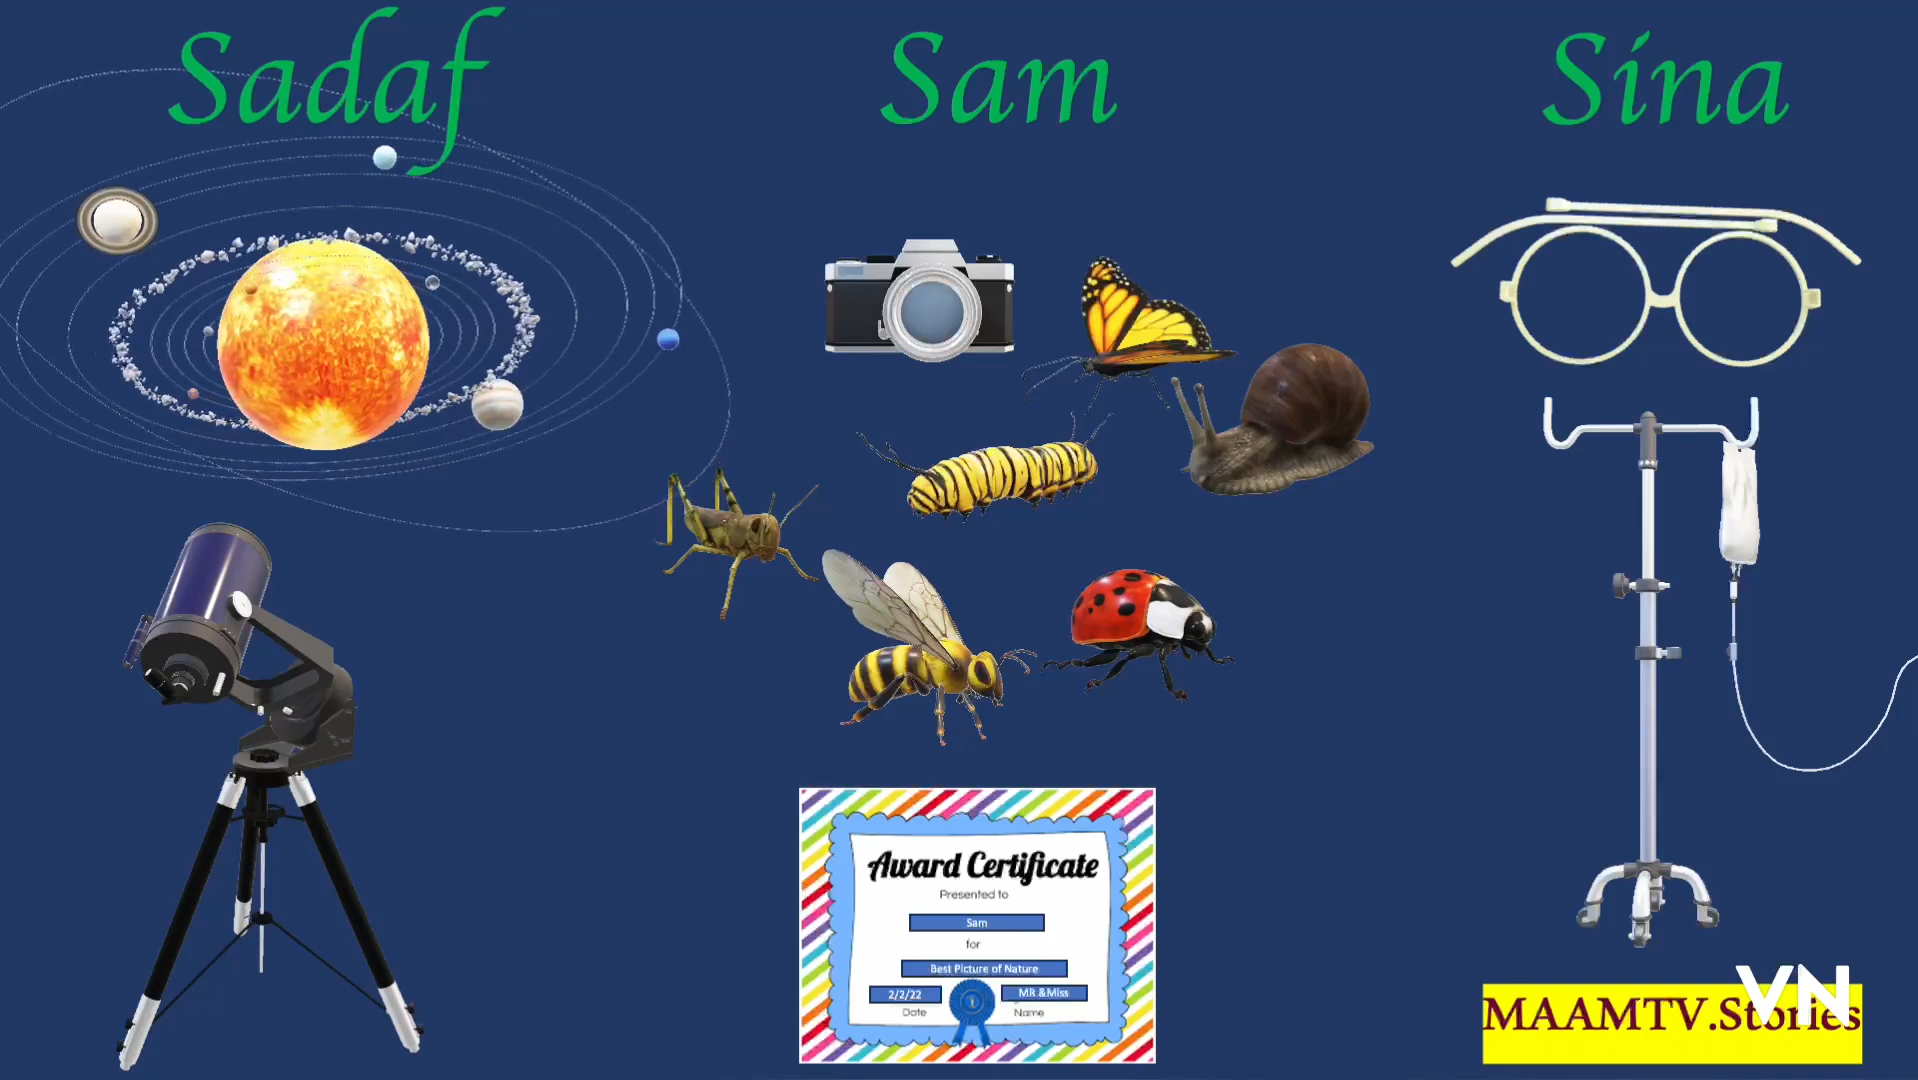 Sadaf
Sam
Sina
Award Certificate
Presented to
Sam
for
Best Picture of Nature
2/2/22
MR &Miss
Date
Name
1
VN
MAAMTV.Stories